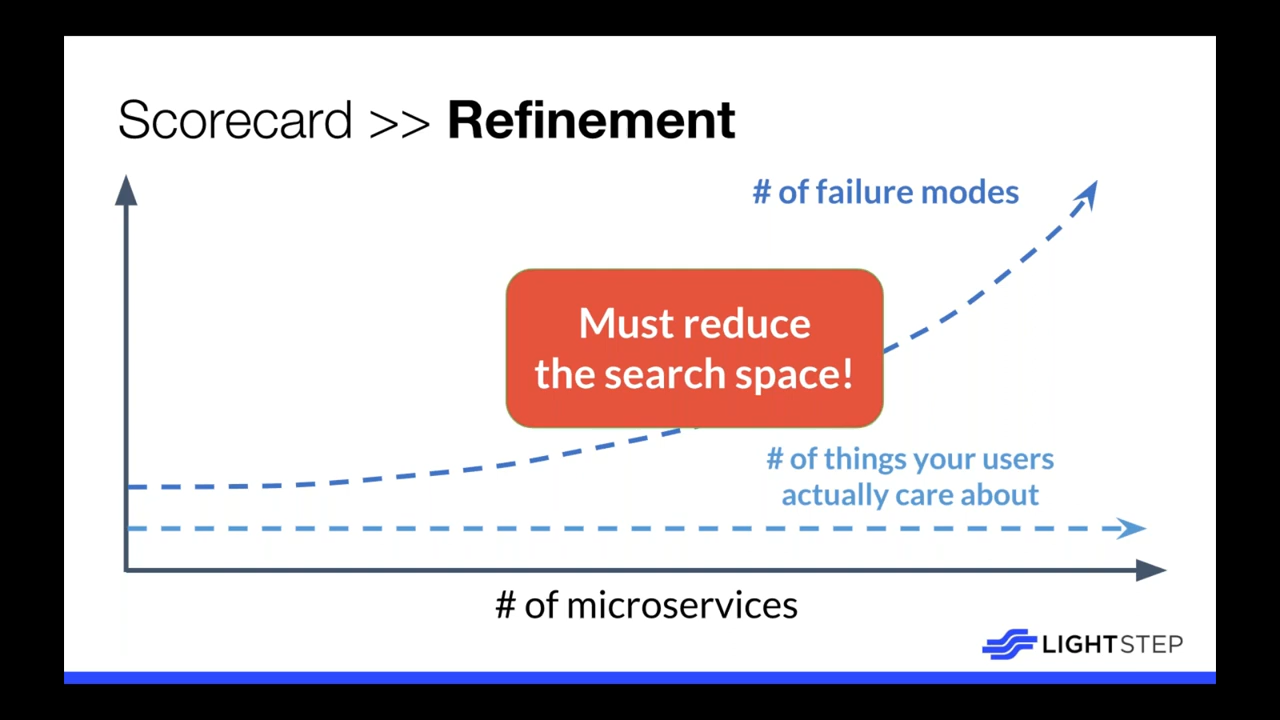 Scorecard >> Refinement
# of failure modes
Must reduce
the search space!
# of things your users
actually care about
# of microservices
LIGHTSTEP